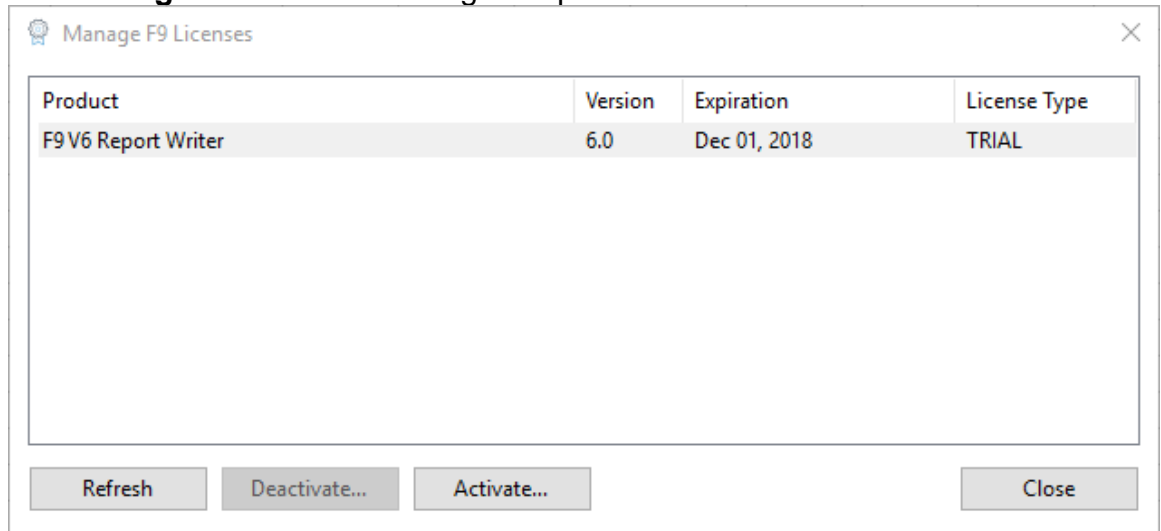 Manage F9 Licenses
Product Version Expiration License Type
F9 V6 Report Writer 6.0 Dec 01, 2018 TRIAL
Refresh Deactivate... Activate... Close